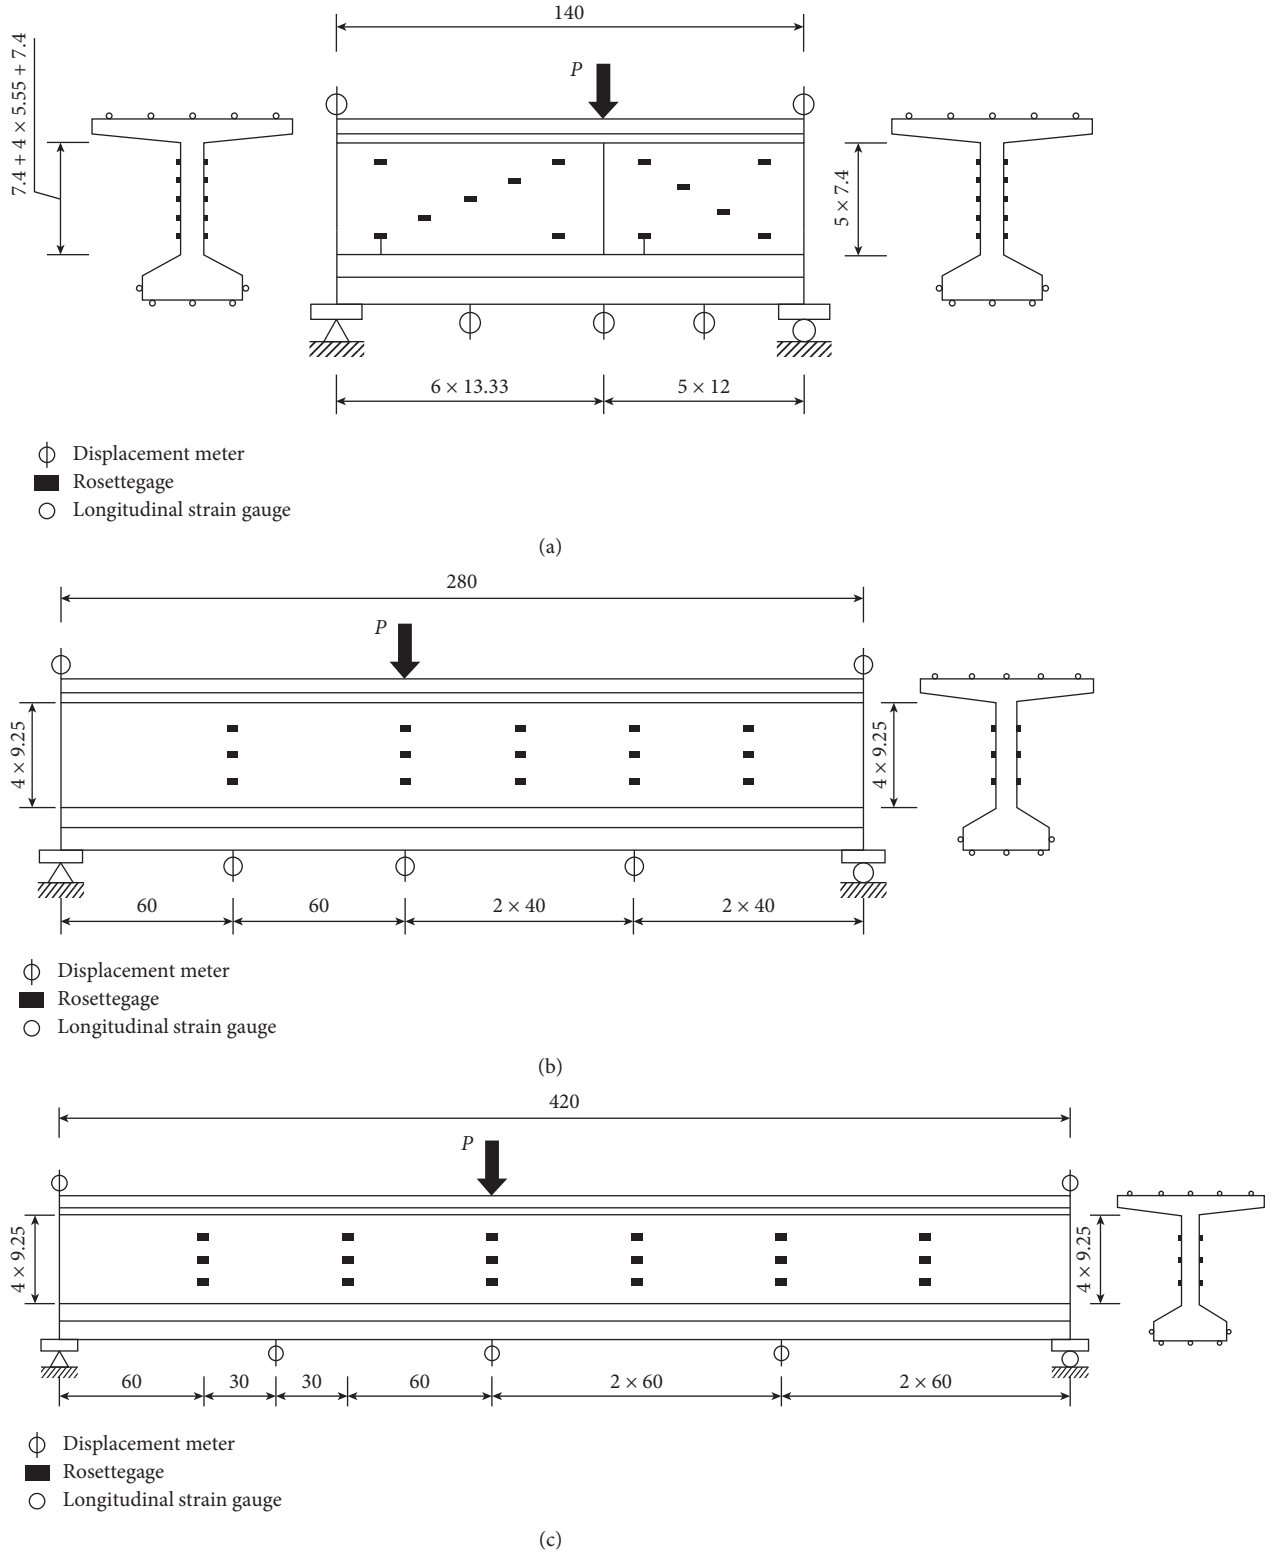 140
P
7.4 + 4 × 5.55 + 7.4
5 × 7.4
6 × 13.33
5 × 12
Displacement meter
Rosettegage
Longitudinal strain gauge
(a)
280
P
4 × 9.25
4 × 9.25
60
60
2 × 40
2 × 40
Displacement meter
Rosettegage
Longitudinal strain gauge
(b)
420
P
4 × 9.25
4 × 9.25
60
30
30
60
2 × 60
2 × 60
Displacement meter
Rosettegage
Longitudinal strain gauge
(c)